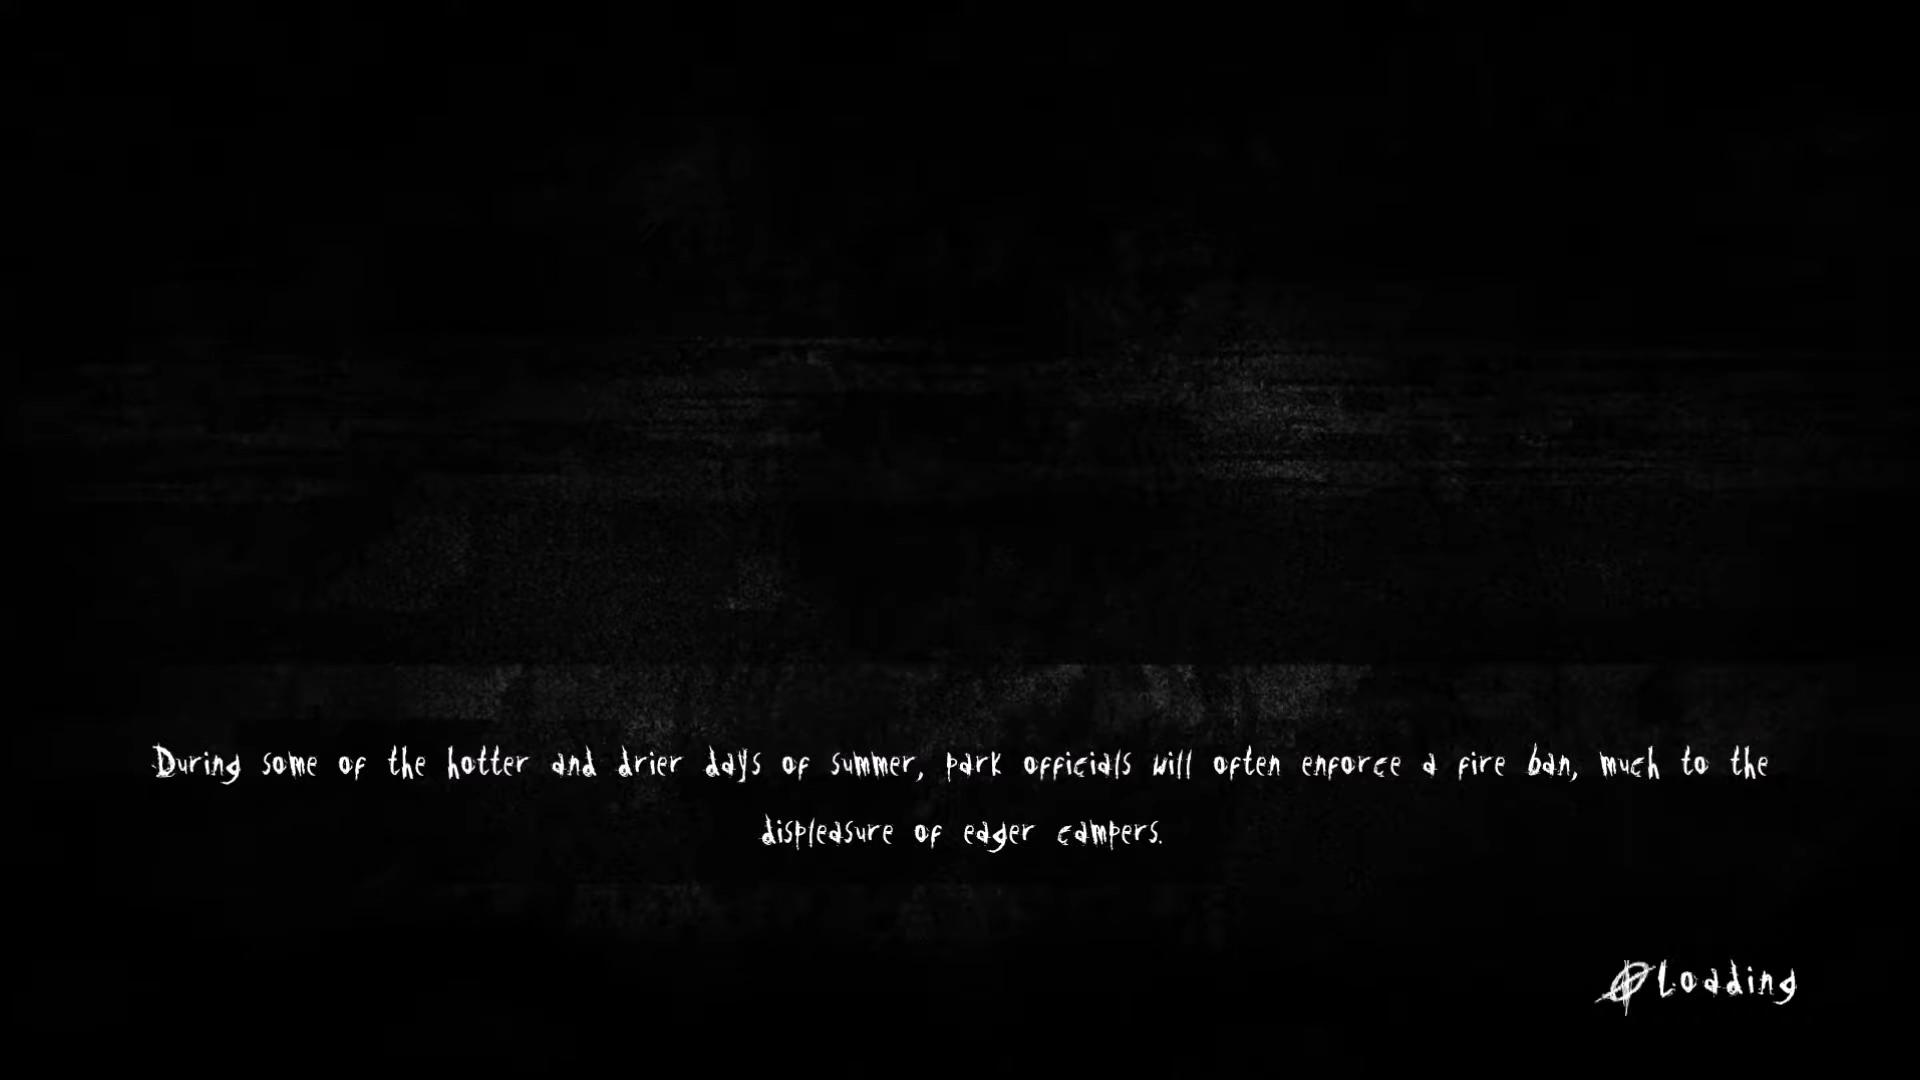 During some of the hotter and drier days of summer, park officials will often enforce a fire ban, much to the
displeasure of eager campers.
Loading